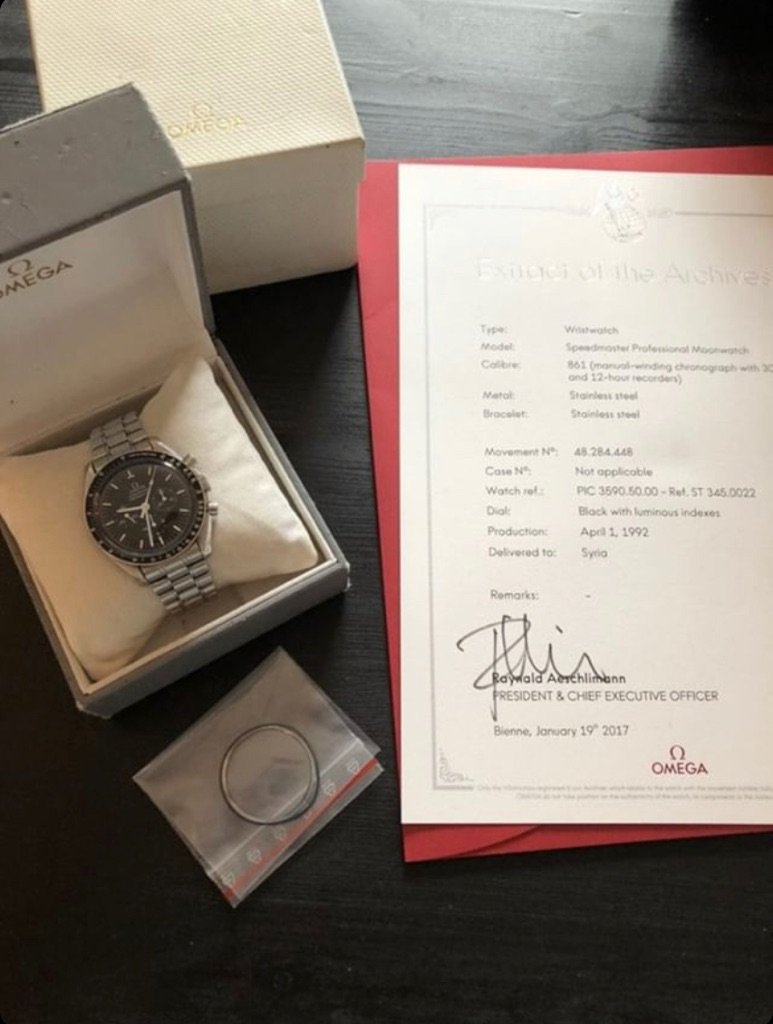 OMEGA
OMEGA
Extract of the Archives
Type: Wristwatch
Model: Speedmaster Professional Moonwatch
Calibre: 861 (manual-winding chronograph with 30
and 12-hour recorders)
Metal: Stainless steel
Bracelet: Stainless steel
Movement N°: 48.284.448
Case N°: Not applicable
Watch ref.: PIC 3590.50.00 - Ref. ST 345.0022
Dial: Black with luminous indexes
Production: April 1, 1992
Delivered to: Syria
Remarks: -
Raynald Aeschlimann
PRESIDENT & CHIEF EXECUTIVE OFFICER
Bienne, January 19th 2017
OMEGA